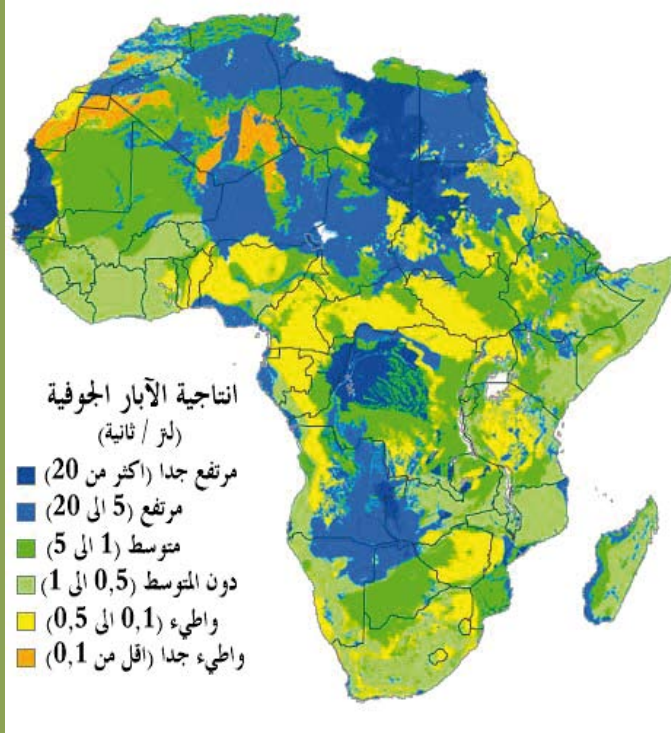 انتاجية الآبار الجوفية
(لتر / ثانية)
مرتفع جدا (اكثر من 20)
مرتفع (5 الى 20)
متوسط (1 الى 5)
دون المتوسط (0,5 الى 1)
واطيء (0,1 الى 0,5)
واطيء جدا (اقل من 0,1)